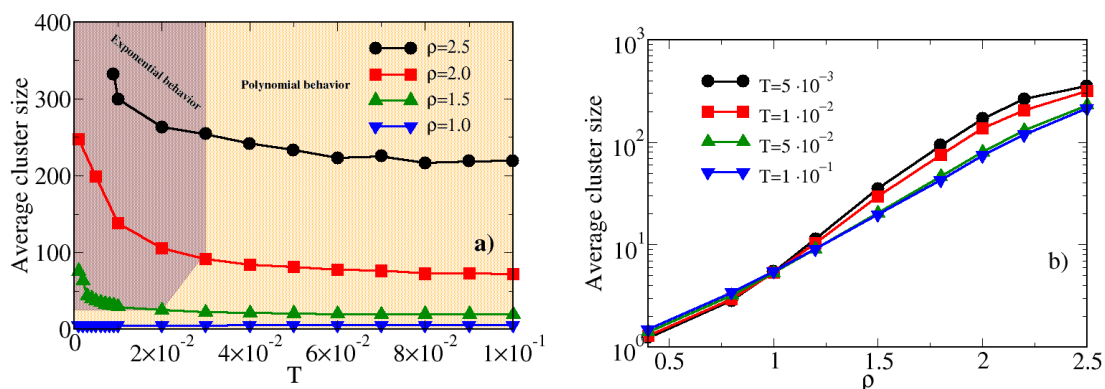 400
300
200
100
0
Average cluster size
Exponential behavior
Polynomial behavior
ρ=2.5
ρ=2.0
ρ=1.5
ρ=1.0
a)
0 2×10⁻² 4×10⁻² 6×10⁻² 8×10⁻² 1×10⁻¹
T
10³
10²
10¹
10⁰
Average cluster size
T=5 ·10⁻³
T=1 ·10⁻²
T=5 ·10⁻²
T=1 ·10⁻¹
b)
0.5 1 1.5 2 2.5
ρ